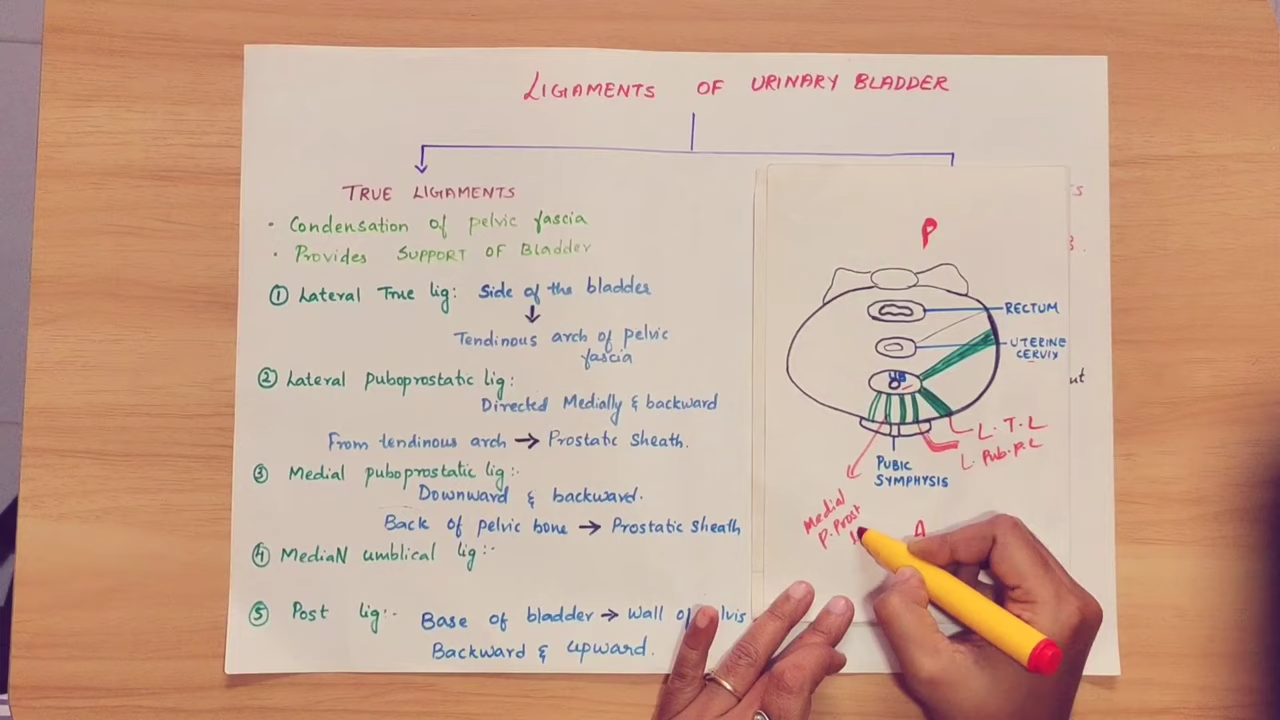 LIGAMENTS OF URINARY BLADDER
TRUE LIGAMENTS
• Condensation of pelvic fascia
• Provides SUPPORT OF Bladder
① Lateral True lig: Side of the bladder
Tendinous arch of pelvic
fascia
② Lateral puboprostatic lig:
Directed Medially & backward
From tendinous arch → Prostatic sheath.
③ Medial puboprostatic lig:-
Downward & backward.
Back of pelvic bone → Prostatic sheath
④ MediaN umblical lig:-
⑤ Post lig:- Base of bladder → Wall of
Backward & upward.
P
RECTUM
UTERINE
CERVIX
UB
L. T. L
L. Pub. P. L
PUBIC
SYMPHYSIS
Medial
P. Prost
A